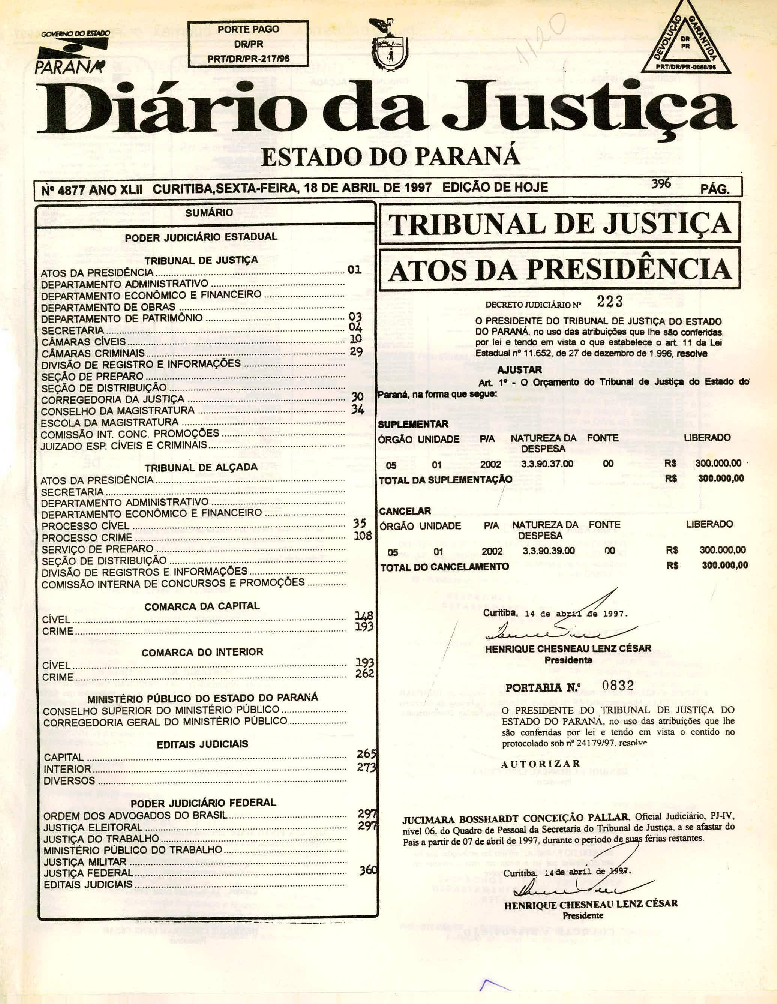 GOVERNO DO ESTADO
PARANÁ
PORTE PAGO
DR/PR
PRT/DR/PR-217/96
1120
DEVOLUÇÃO GARANTIDA
DR
PR
Diário da Justiça
ESTADO DO PARANÁ
Nº 4877 ANO XLII CURITIBA,SEXTA-FEIRA, 18 DE ABRIL DE 1997 EDIÇÃO DE HOJE 396 PÁG.
SUMÁRIO
PODER JUDICIÁRIO ESTADUAL
TRIBUNAL DE JUSTIÇA
ATOS DA PRESIDÊNCIA 01
DEPARTAMENTO ADMINISTRATIVO
DEPARTAMENTO ECONÔMICO E FINANCEIRO
DEPARTAMENTO DE OBRAS
DEPARTAMENTO DE PATRIMÔNIO 03
SECRETARIA 04
CÂMARAS CÍVEIS 10
CÂMARAS CRIMINAIS 29
DIVISÃO DE REGISTRO E INFORMAÇÕES
SEÇÃO DE PREPARO
SEÇÃO DE DISTRIBUIÇÃO
CORREGEDORIA DA JUSTIÇA 30
CONSELHO DA MAGISTRATURA 34
ESCOLA DA MAGISTRATURA
COMISSÃO INT. CONC. PROMOÇÕES
JUIZADO ESP. CÍVEIS E CRIMINAIS
TRIBUNAL DE ALÇADA
ATOS DA PRESIDÊNCIA
SECRETARIA
DEPARTAMENTO ADMINISTRATIVO
DEPARTAMENTO ECONÔMICO E FINANCEIRO
PROCESSO CÍVEL 35
PROCESSO CRIME 108
SERVIÇO DE PREPARO
SEÇÃO DE DISTRIBUIÇÃO
DIVISÃO DE REGISTROS E INFORMAÇÕES
COMISSÃO INTERNA DE CONCURSOS E PROMOÇÕES
COMARCA DA CAPITAL
CÍVEL 148
CRIME 193
COMARCA DO INTERIOR
CÍVEL 193
CRIME 262
MINISTÉRIO PÚBLICO DO ESTADO DO PARANÁ
CONSELHO SUPERIOR DO MINISTÉRIO PÚBLICO
CORREGEDORIA GERAL DO MINISTÉRIO PÚBLICO
EDITAIS JUDICIAIS
CAPITAL 265
INTERIOR 273
DIVERSOS
PODER JUDICIÁRIO FEDERAL
ORDEM DOS ADVOGADOS DO BRASIL 297
JUSTIÇA ELEITORAL 297
JUSTIÇA DO TRABALHO
MINISTÉRIO PÚBLICO DO TRABALHO
JUSTIÇA MILITAR
JUSTIÇA FEDERAL 360
EDITAIS JUDICIAIS
TRIBUNAL DE JUSTIÇA
ATOS DA PRESIDÊNCIA
DECRETO JUDICIÁRIO Nº 223
O PRESIDENTE DO TRIBUNAL DE JUSTIÇA DO ESTADO
DO PARANÁ, no uso das atribuições que lhe são conferidas
por lei e tendo em vista o que estabelece o art. 11 da Lei
Estadual nº 11.652, de 27 de dezembro de 1.996, resolve
AJUSTAR
Art. 1º - O Orçamento do Tribunal de Justiça do Estado do
Paraná, na forma que segue:
SUPLEMENTAR
ÓRGÃO UNIDADE P/A NATUREZA DA FONTE LIBERADO
DESPESA
05 01 2002 3.3.90.37.00 00 R$ 300.000,00
TOTAL DA SUPLEMENTAÇÃO R$ 300.000,00
CANCELAR
ÓRGÃO UNIDADE P/A NATUREZA DA FONTE LIBERADO
DESPESA
05 01 2002 3.3.90.39.00 00 R$ 300.000,00
TOTAL DO CANCELAMENTO R$ 300.000,00
Curitiba, 14 de abril de 1997.
HENRIQUE CHESNEAU LENZ CÉSAR
Presidente
PORTARIA N.º 0832
O PRESIDENTE DO TRIBUNAL DE JUSTIÇA DO
ESTADO DO PARANÁ, no uso das atribuições que lhe
são conferidas por lei e tendo em vista o contido no
protocolado sob nº 24179/97, resolve
AUTORIZAR
JUCIMARA BOSSHARDT CONCEIÇÃO PALLAR, Oficial Judiciário, PJ-IV,
nível 06, do Quadro de Pessoal da Secretaria do Tribunal de Justiça, a se afastar do
País a partir de 07 de abril de 1997, durante o período de suas férias restantes.
Curitiba, 14 de abril de 1997.
HENRIQUE CHESNEAU LENZ CÉSAR
Presidente